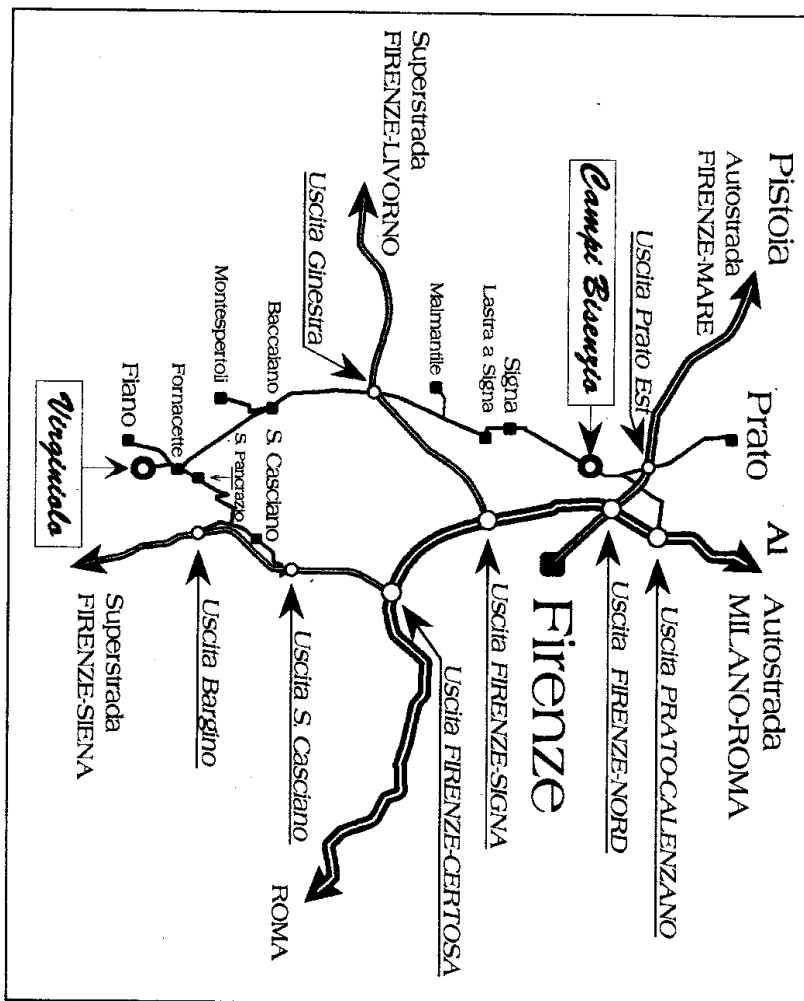 Pistoia
Autostrada
FIRENZE-MARE
Uscita Prato Est
Campi Bisenzio
Superstrada
FIRENZE-LIVORNO
Uscita Ginestra
Prato
A1
Autostrada
MILANO-ROMA
Signa
Lastra a Signa
Malmantile
Baccaiano
Montespertoli
Fornacette
Fiano
Virginiolo
S. Casciano
S. Pancrazio
Firenze
Uscita PRATO-CALENZANO
Uscita FIRENZE-NORD
Uscita FIRENZE-SIGNA
Uscita FIRENZE-CERTOSA
Uscita S. Casciano
Uscita Bargino
Superstrada
FIRENZE-SIENA
ROMA